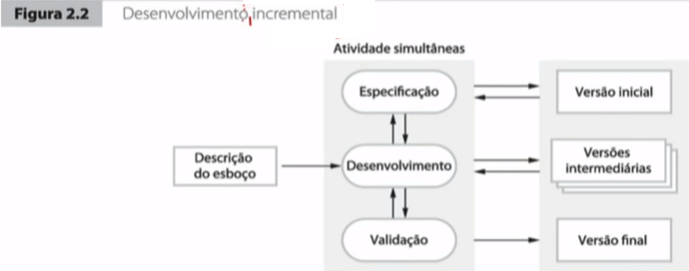 Figura 2.2 Desenvolvimento incremental
Atividade simultâneas
Especificação
Versão inicial
Descrição
do esboço
Desenvolvimento
Versões
intermediárias
Validação
Versão final